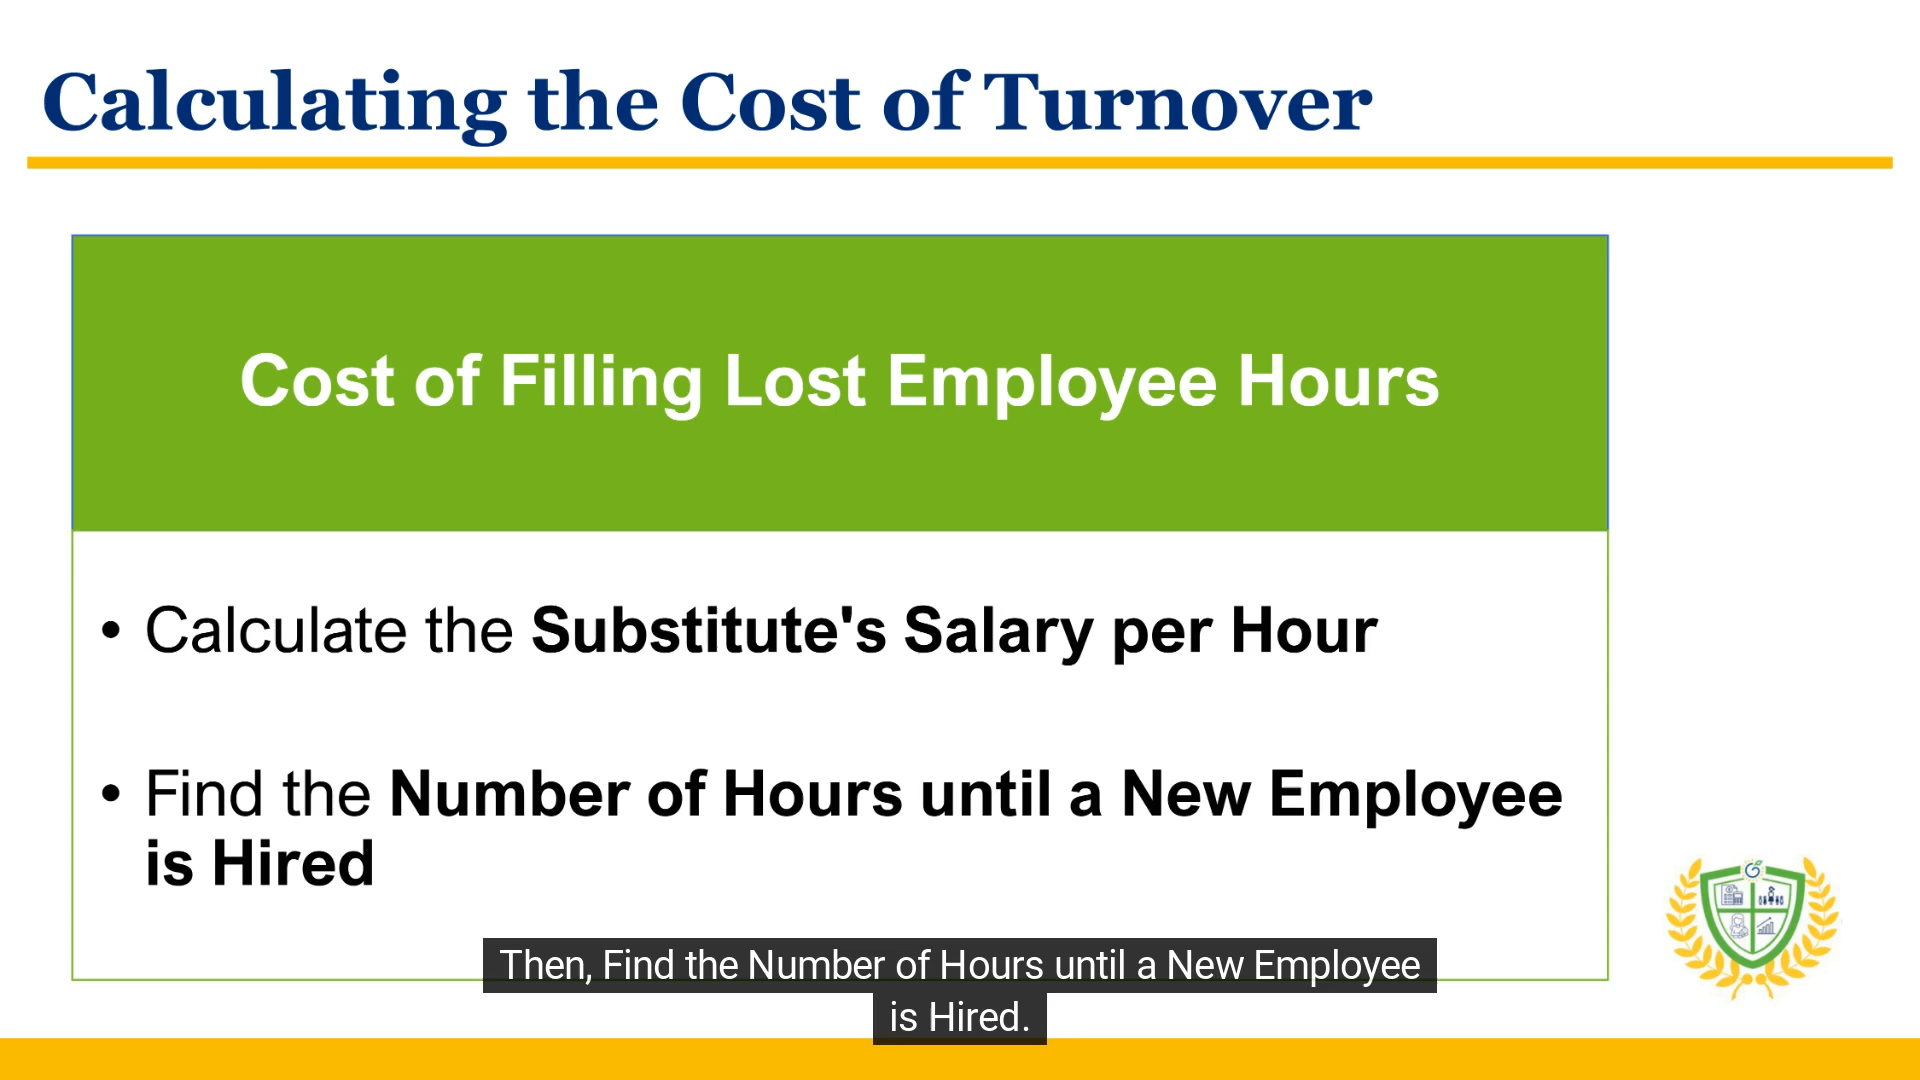 Calculating the Cost of Turnover
Cost of Filling Lost Employee Hours
• Calculate the Substitute's Salary per Hour
• Find the Number of Hours until a New Employee
is Hired
Then, Find the Number of Hours until a New Employee
is Hired.